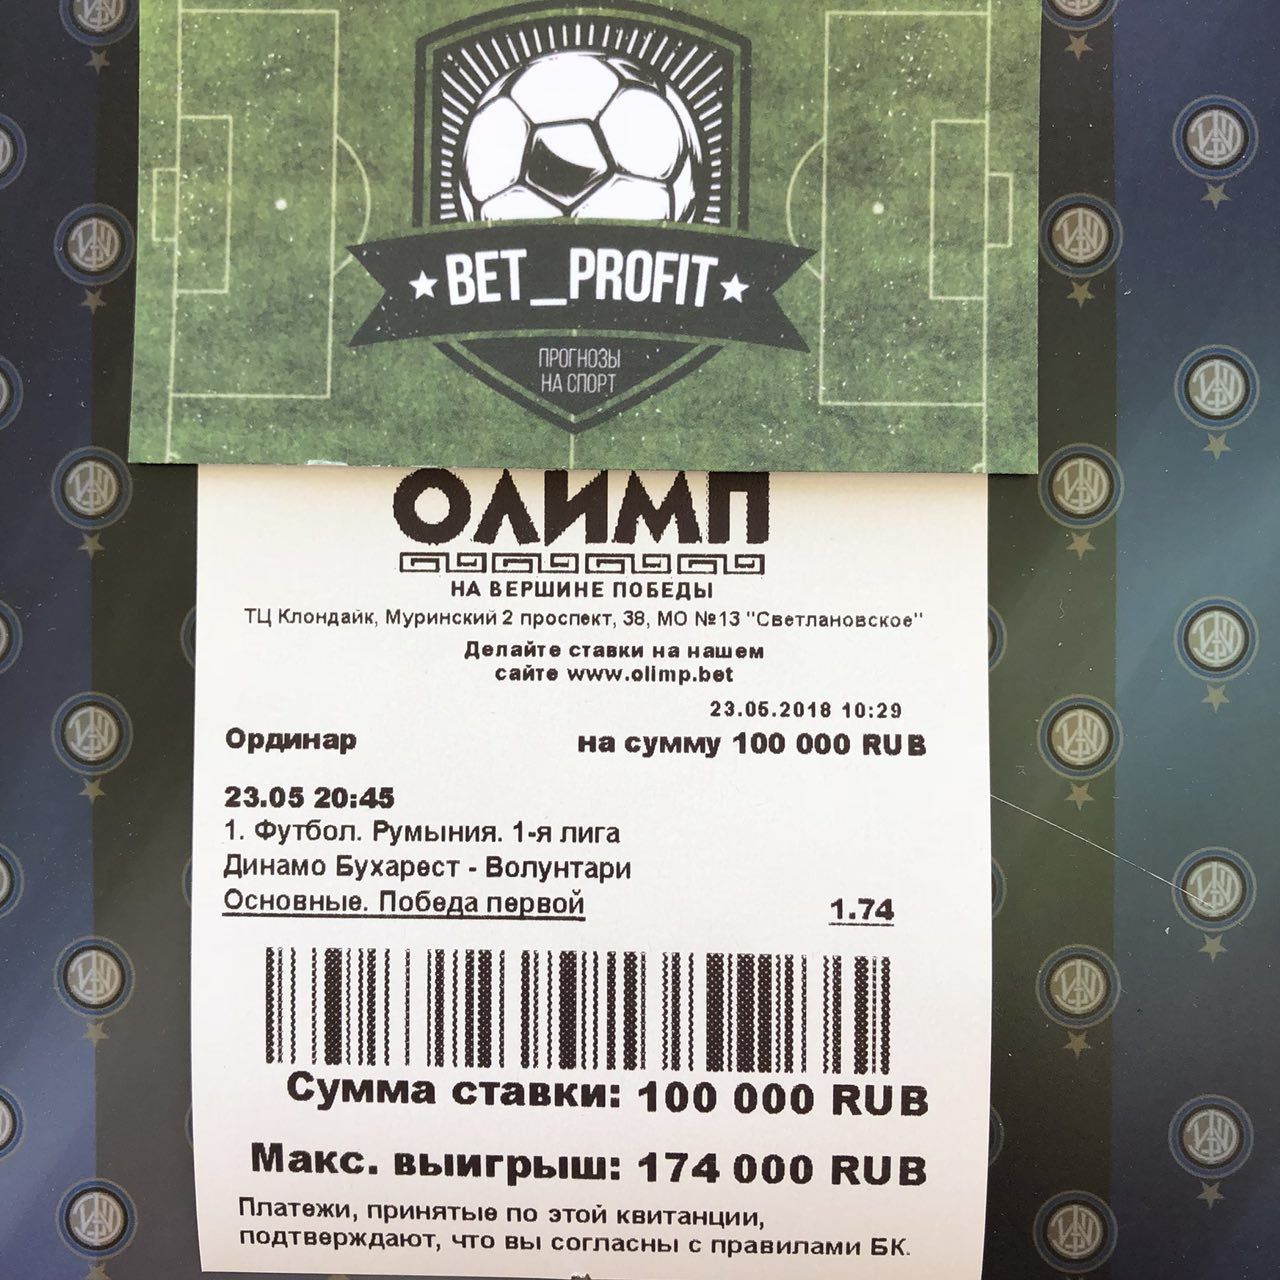 BET_PROFIT
ПРОГНОЗЫ
НА СПОРТ
ОЛИМП
НА ВЕРШИНЕ ПОБЕДЫ
ТЦ Клондайк, Муринский 2 проспект, 38, МО №13 "Светлановское"
Делайте ставки на нашем
сайте www.olimp.bet
23.05.2018 10:29
Ординар на сумму 100 000 RUB
23.05 20:45
1. Футбол. Румыния. 1-я лига
Динамо Бухарест - Волунтари
Основные. Победа первой 1.74
Сумма ставки: 100 000 RUB
Макс. выигрыш: 174 000 RUB
Платежи, принятые по этой квитанции,
подтверждают, что вы согласны с правилами БК.